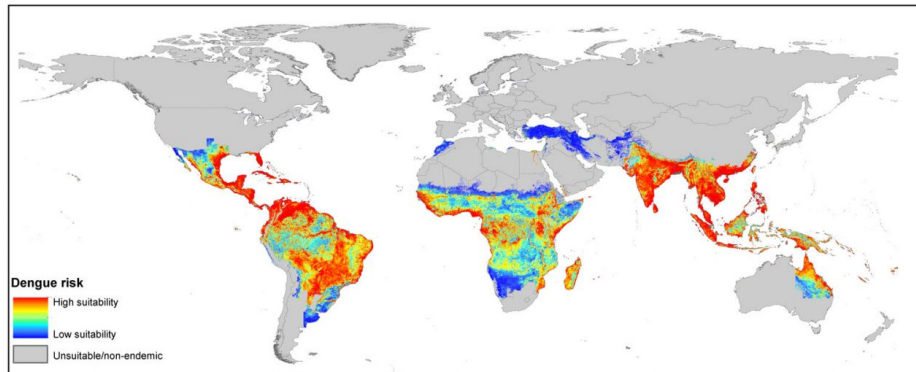 Dengue risk
High suitability
Low suitability
Unsuitable/non-endemic